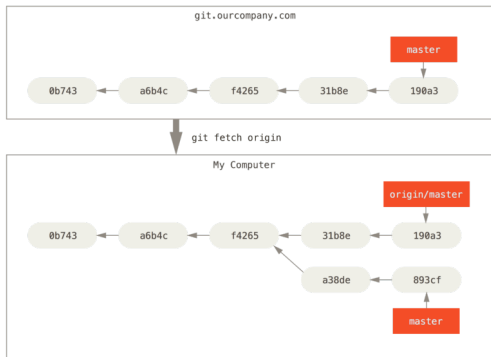 git.ourcompany.com
master
0b743 a6b4c f4265 31b8e 190a3
git fetch origin
My Computer
origin/master
0b743 a6b4c f4265 31b8e 190a3
a38de 893cf
master